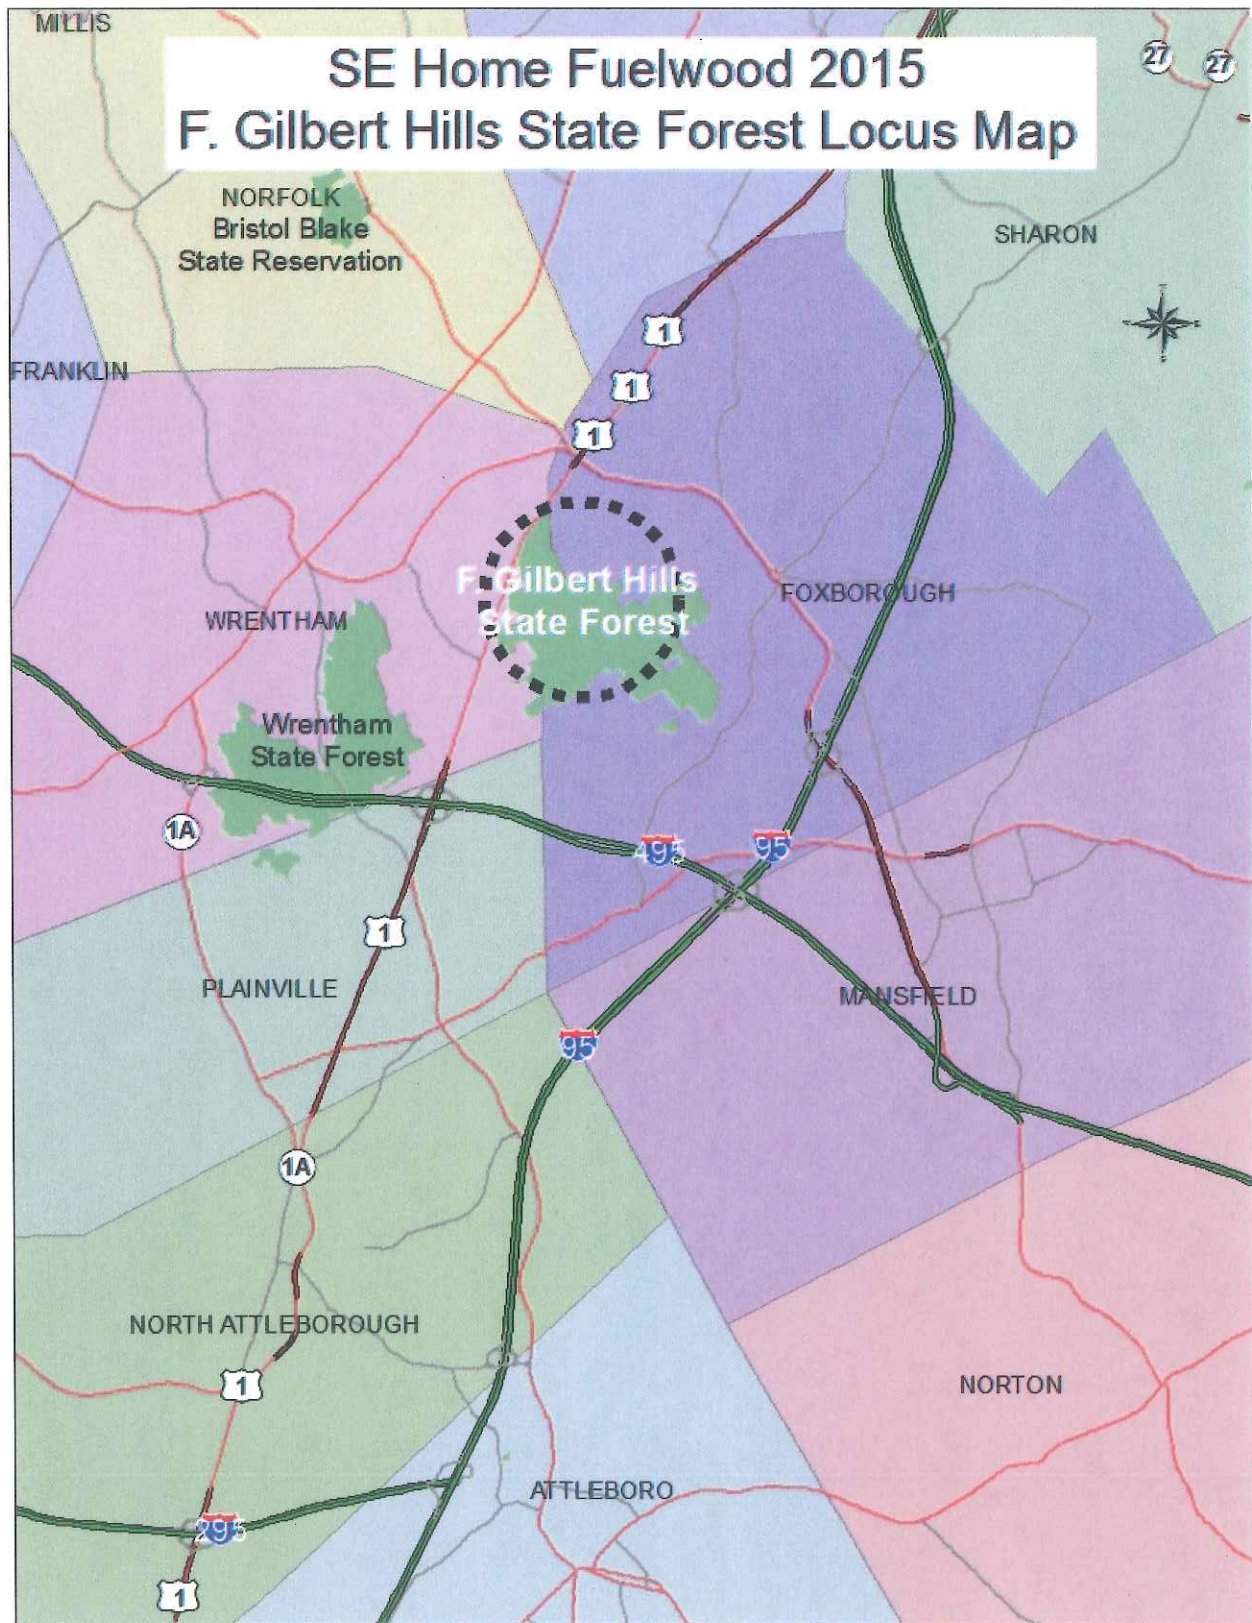 MILLIS
SE Home Fuelwood 2015
F. Gilbert Hills State Forest Locus Map
27
27
NORFOLK
Bristol Blake
State Reservation
SHARON
1
FRANKLIN
1
1
F. Gilbert Hills
State Forest
FOXBOROUGH
WRENTHAM
Wrentham
State Forest
1A
495
95
1
PLAINVILLE
MANSFIELD
95
1A
NORTH ATTLEBOROUGH
1
NORTON
ATTLEBORO
295
1